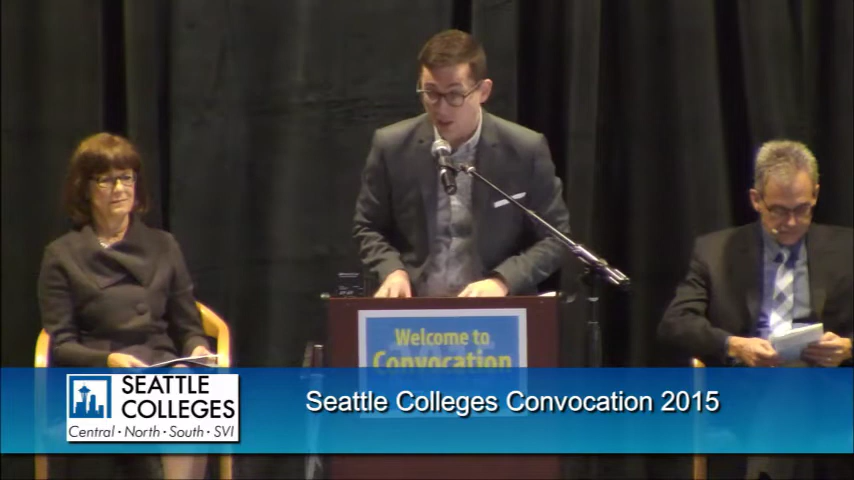 Welcome to
Convocation
SEATTLE
COLLEGES
Central · North · South · SVI
Seattle Colleges Convocation 2015